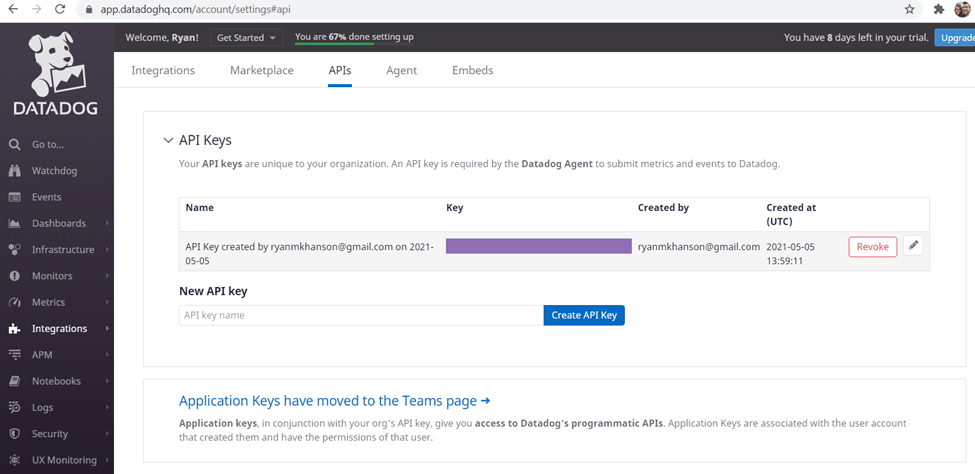 app.datadoghq.com/account/settings#api
DATADOG
Welcome, Ryan!
Get Started
You are 67% done setting up
You have 8 days left in your trial.
Upgrade
Integrations
Marketplace
APIs
Agent
Embeds
Go to...
Watchdog
Events
Dashboards
Infrastructure
Monitors
Metrics
Integrations
APM
Notebooks
Logs
Security
UX Monitoring
API Keys
Your API keys are unique to your organization. An API key is required by the Datadog Agent to submit metrics and events to Datadog.
Name
Key
Created by
Created at
(UTC)
API Key created by ryanmkhanson@gmail.com on 2021-
05-05
ryanmkhanson@gmail.com
2021-05-05
13:59:11
Revoke
New API key
API key name
Create API Key
Application Keys have moved to the Teams page →
Application keys, in conjunction with your org's API key, give you access to Datadog's programmatic APIs. Application Keys are associated with the user account
that created them and have the permissions of that user.